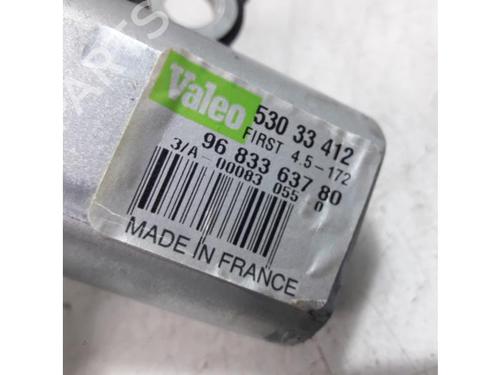 Valeo
530 33 412
FIRST 4.5-172
96 833 637 80
3/A-00083 055 0
MADE IN FRANCE